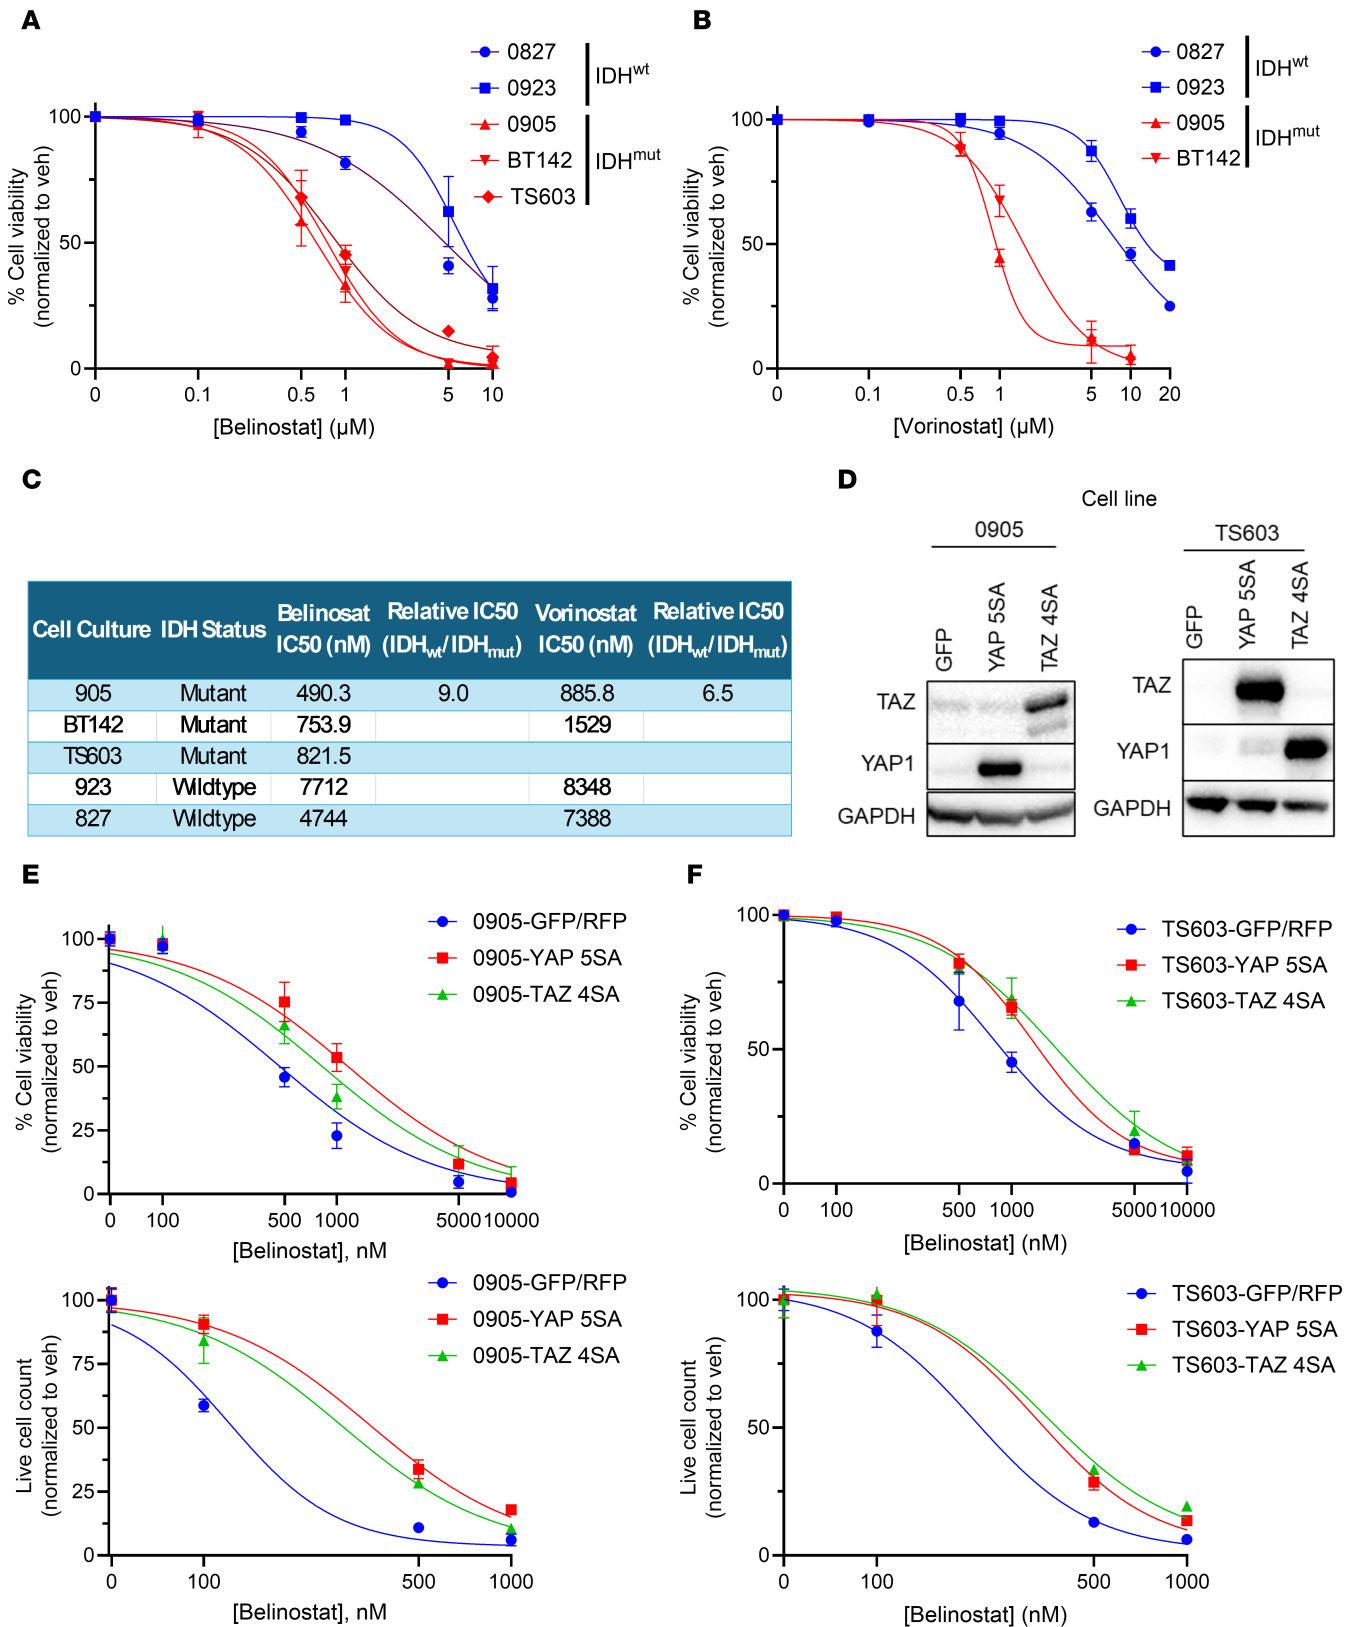 A
0827
0923
IDHwt
0905
BT142
TS603
IDHmut
% Cell viability
(normalized to veh)
100
50
0
0 0.1 0.5 1 5 10
[Belinostat] (µM)
B
0827
0923
IDHwt
0905
BT142
IDHmut
% Cell viability
(normalized to veh)
100
50
0
0 0.1 0.5 1 5 10 20
[Vorinostat] (µM)
C
Cell Culture IDH Status Belinosat IC50 (nM) Relative IC50 (IDHwt/IDHmut) Vorinostat IC50 (nM) Relative IC50 (IDHwt/IDHmut)
905 Mutant 490.3 9.0 885.8 6.5
BT142 Mutant 753.9 1529
TS603 Mutant 821.5
923 Wildtype 7712 8348
827 Wildtype 4744 7388
D
Cell line
0905
GFP YAP 5SA TAZ 4SA
TAZ
YAP1
GAPDH
TS603
GFP YAP 5SA TAZ 4SA
TAZ
YAP1
GAPDH
E
0905-GFP/RFP
0905-YAP 5SA
0905-TAZ 4SA
% Cell viability
(normalized to veh)
100
75
50
25
0
0 100 500 1000 5000 10000
[Belinostat], nM
0905-GFP/RFP
0905-YAP 5SA
0905-TAZ 4SA
Live cell count
(normalized to veh)
100
75
50
25
0
0 100 500 1000
[Belinostat], nM
F
TS603-GFP/RFP
TS603-YAP 5SA
TS603-TAZ 4SA
% Cell viability
(normalized to veh)
100
50
0
0 100 500 1000 5000 10000
[Belinostat] (nM)
TS603-GFP/RFP
TS603-YAP 5SA
TS603-TAZ 4SA
Live cell count
(normalized to veh)
100
50
0
0 100 500 1000
[Belinostat] (nM)